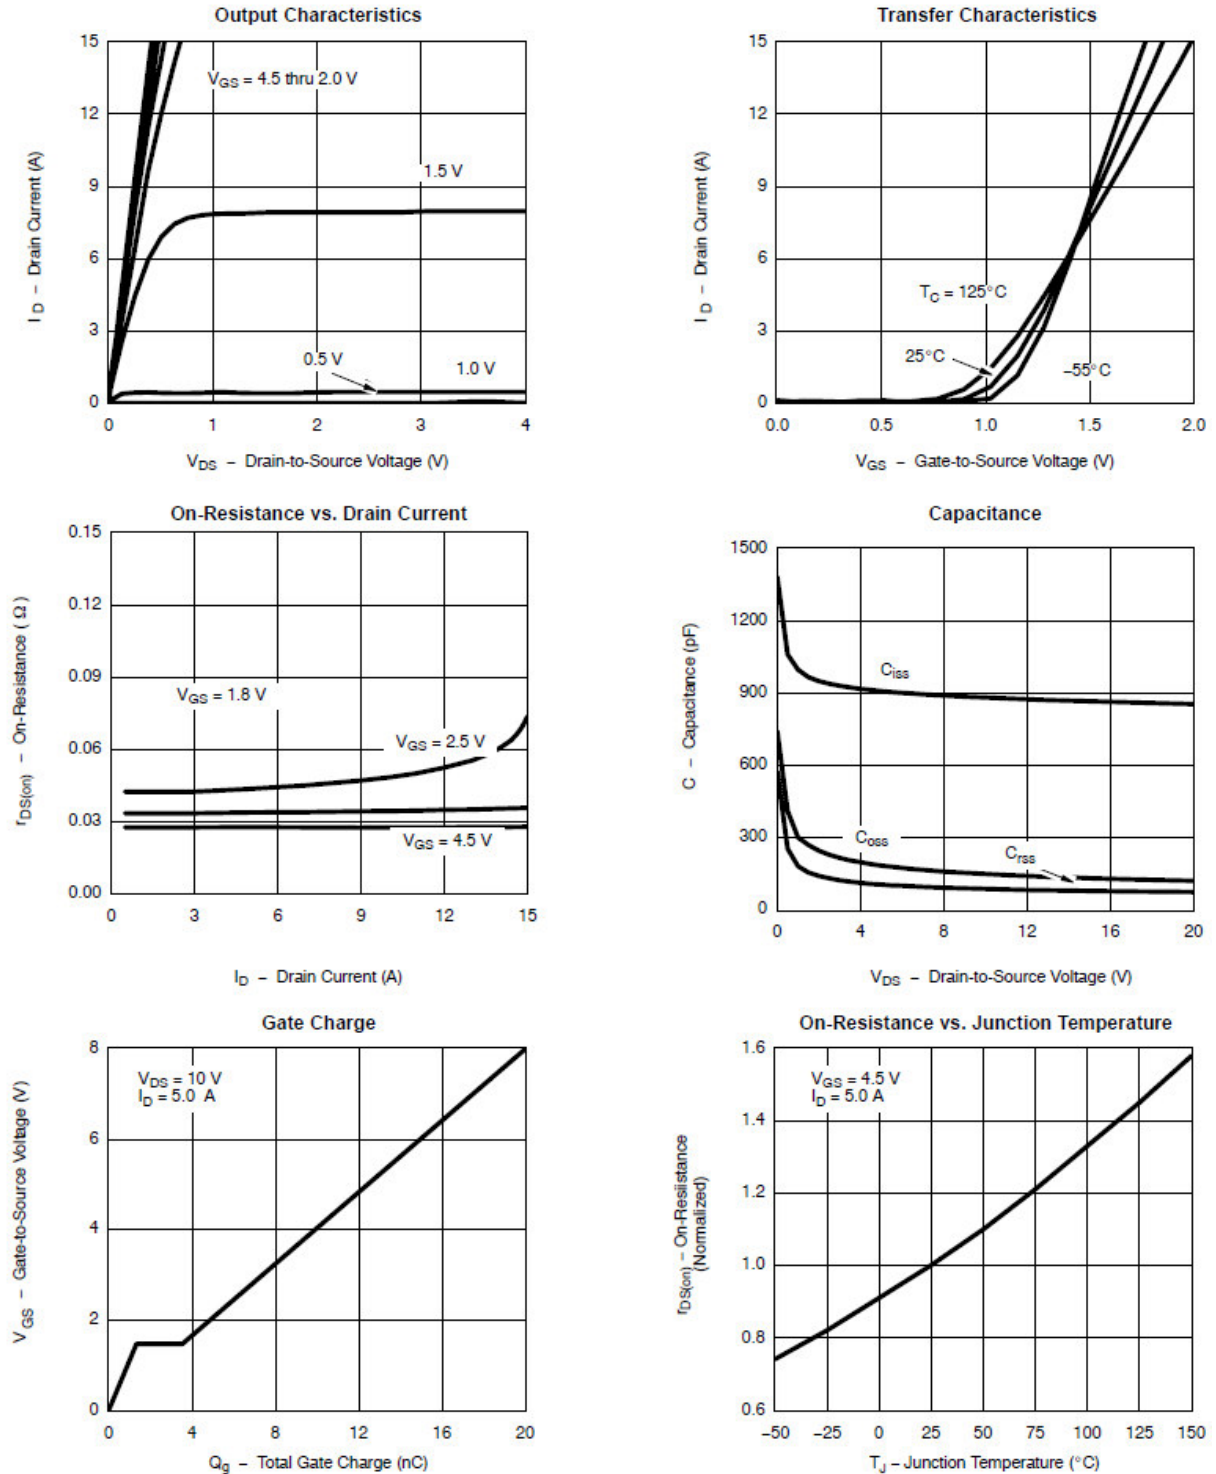 Output Characteristics
15
12
9
6
3
0
0
1
2
3
4
VGS = 4.5 thru 2.0 V
1.5 V
0.5 V
1.0 V
I D – Drain Current (A)
VDS – Drain-to-Source Voltage (V)
Transfer Characteristics
15
12
9
6
3
0
0.0
0.5
1.0
1.5
2.0
TC = 125°C
25°C
–55°C
I D – Drain Current (A)
VGS – Gate-to-Source Voltage (V)
On-Resistance vs. Drain Current
0.15
0.12
0.09
0.06
0.03
0.00
0
3
6
9
12
15
VGS = 1.8 V
VGS = 2.5 V
VGS = 4.5 V
rDS(on) – On-Resistance ( Ω )
ID – Drain Current (A)
Capacitance
1500
1200
900
600
300
0
0
4
8
12
16
20
Ciss
Coss
Crss
C – Capacitance (pF)
VDS – Drain-to-Source Voltage (V)
Gate Charge
8
6
4
2
0
0
4
8
12
16
20
VDS = 10 V
ID = 5.0 A
VGS – Gate-to-Source Voltage (V)
Qg – Total Gate Charge (nC)
On-Resistance vs. Junction Temperature
1.6
1.4
1.2
1.0
0.8
0.6
–50
–25
0
25
50
75
100
125
150
VGS = 4.5 V
ID = 5.0 A
rDS(on) – On-Resiistance
(Normalized)
TJ – Junction Temperature (°C)